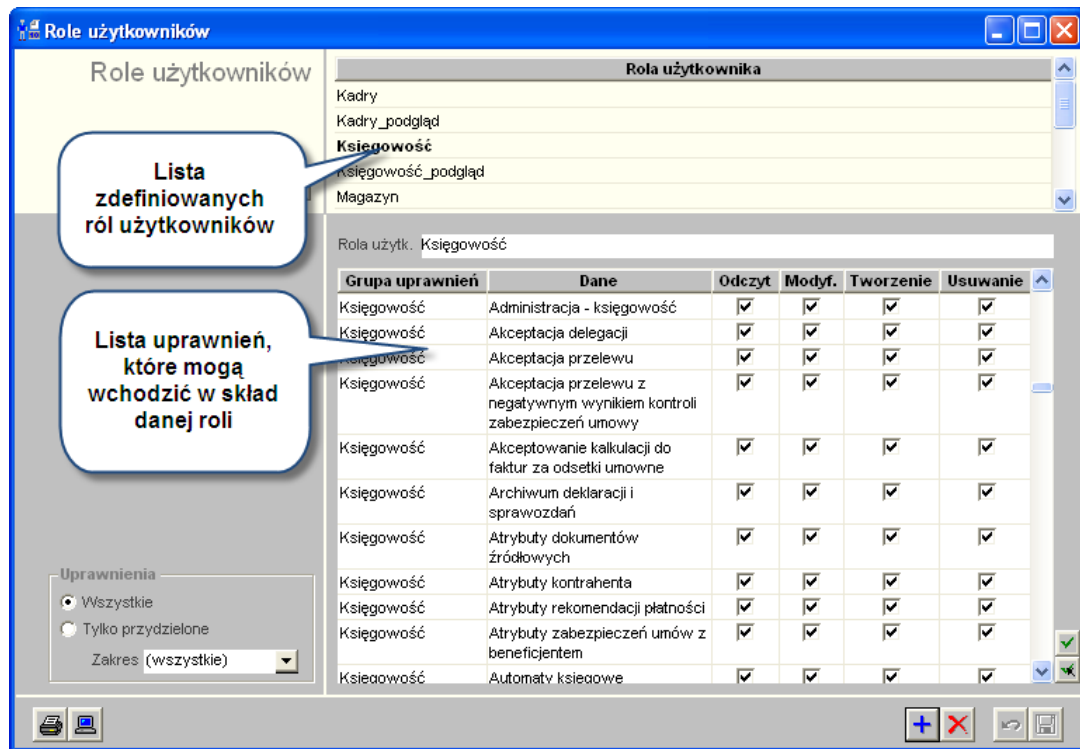 Role użytkowników
Role użytkowników
Rola użytkownika
Kadry
Kadry_podgląd
Księgowość
Księgowość_podgląd
Magazyn
Lista
zdefiniowanych
ról użytkowników
Rola użytk. Księgowość
Grupa uprawnień Dane Odczyt Modyf. Tworzenie Usuwanie
Księgowość Administracja - księgowość
Księgowość Akceptacja delegacji
Księgowość Akceptacja przelewu
Księgowość Akceptacja przelewu z
negatywnym wynikiem kontroli
zabezpieczeń umowy
Księgowość Akceptowanie kalkulacji do
faktur za odsetki umowne
Księgowość Archiwum deklaracji i
sprawozdań
Księgowość Atrybuty dokumentów
źródłowych
Księgowość Atrybuty kontrahenta
Księgowość Atrybuty rekomendacji płatności
Księgowość Atrybuty zabezpieczeń umów z
beneficjentem
Księgowość Automaty księgowe
Lista uprawnień,
które mogą
wchodzić w skład
danej roli
Uprawnienia
Wszystkie
Tylko przydzielone
Zakres (wszystkie)